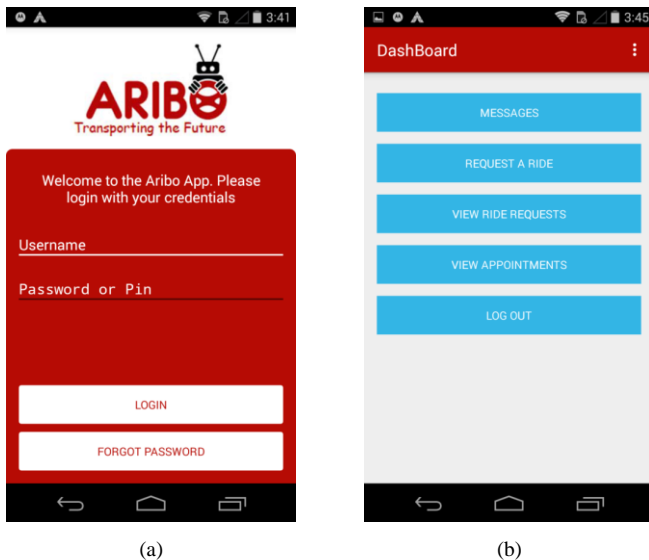 3:41
ARIBO
Transporting the Future
Welcome to the Aribo App. Please
login with your credentials
Username
Password or Pin
LOGIN
FORGOT PASSWORD
(a)
3:45
DashBoard
MESSAGES
REQUEST A RIDE
VIEW RIDE REQUESTS
VIEW APPOINTMENTS
LOG OUT
(b)